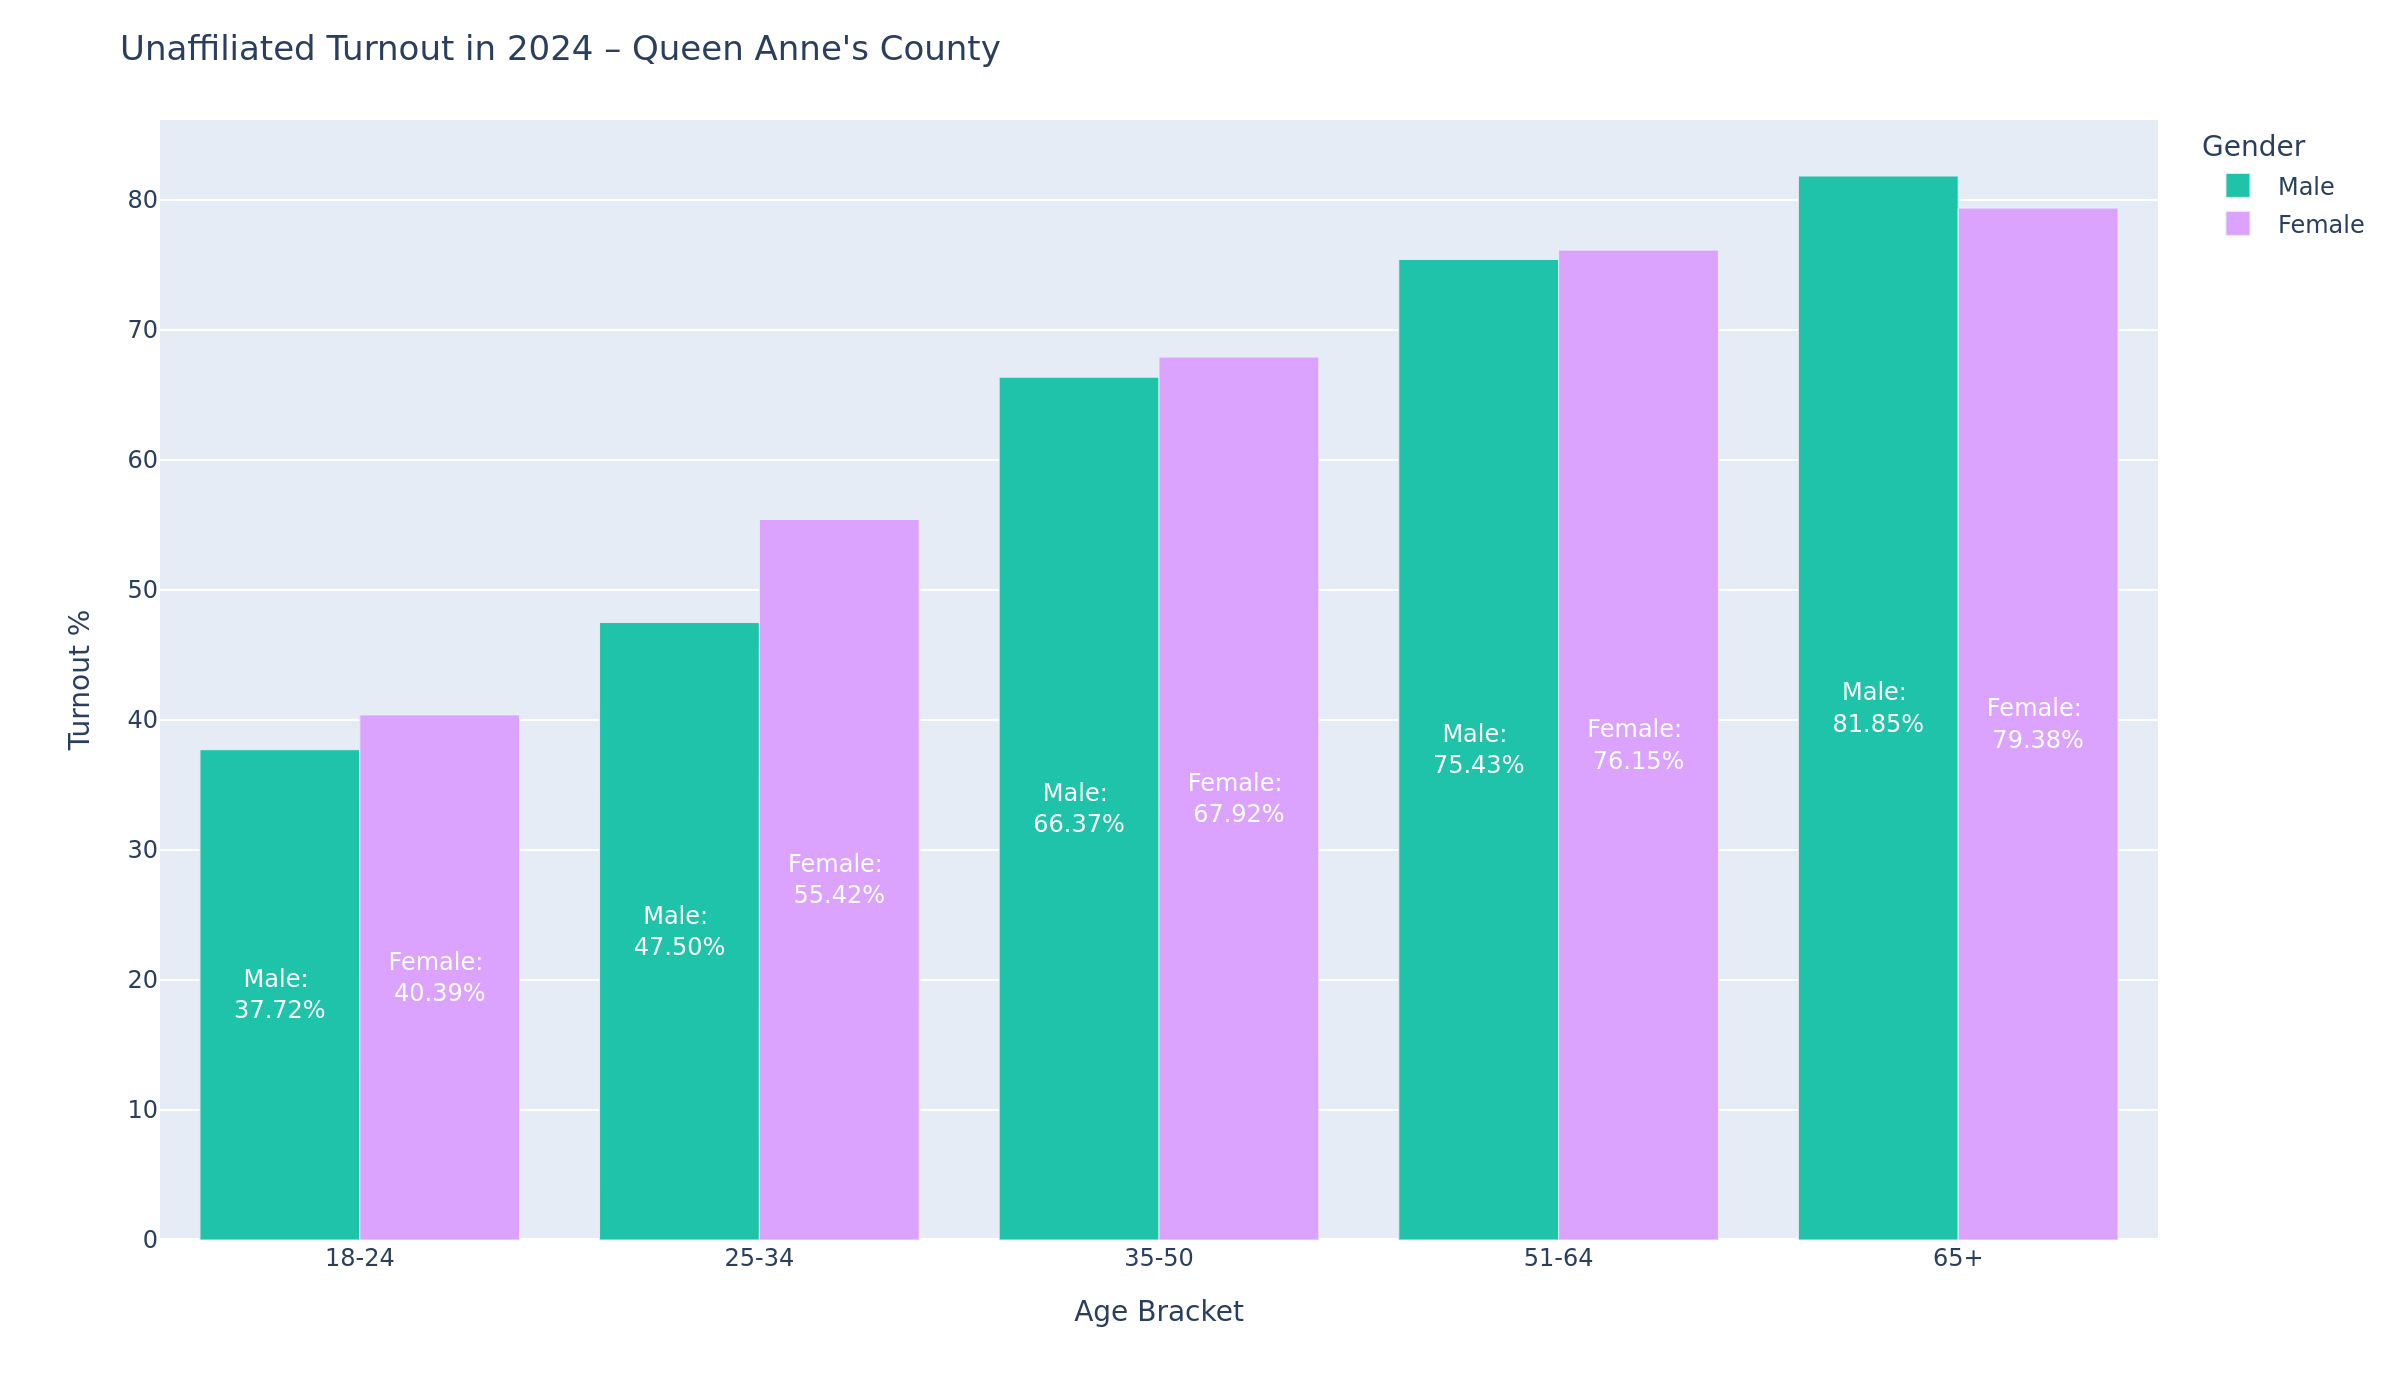 Unaffiliated Turnout in 2024 – Queen Anne's County
Gender
Male
Female
Turnout %
80
70
60
50
40
30
20
10
0
Male:
37.72%
Female:
40.39%
Male:
47.50%
Female:
55.42%
Male:
66.37%
Female:
67.92%
Male:
75.43%
Female:
76.15%
Male:
81.85%
Female:
79.38%
18-24
25-34
35-50
51-64
65+
Age Bracket